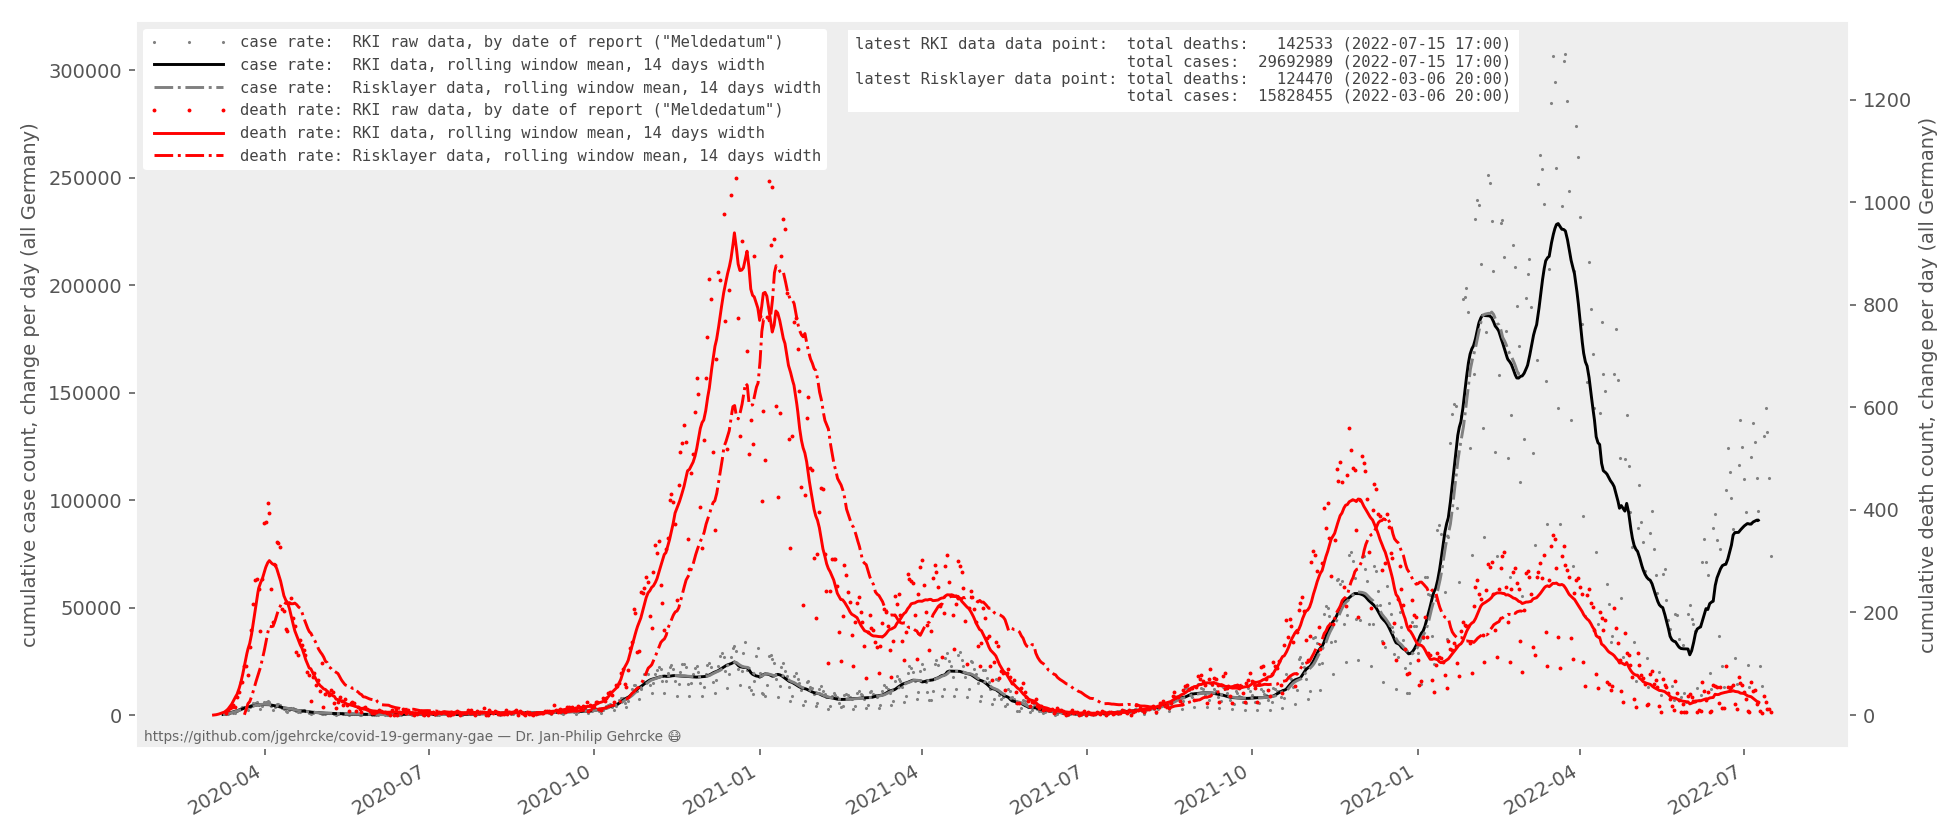 case rate:  RKI raw data, by date of report ("Meldedatum")
case rate:  RKI data, rolling window mean, 14 days width
case rate:  Risklayer data, rolling window mean, 14 days width
death rate: RKI raw data, by date of report ("Meldedatum")
death rate: RKI data, rolling window mean, 14 days width
death rate: Risklayer data, rolling window mean, 14 days width
latest RKI data data point:  total deaths:   142533 (2022-07-15 17:00)
total cases:  29692989 (2022-07-15 17:00)
latest Risklayer data point: total deaths:   124470 (2022-03-06 20:00)
total cases:  15828455 (2022-03-06 20:00)
cumulative case count, change per day (all Germany)
300000
250000
200000
150000
100000
50000
0
1200
1000
800
600
400
200
0
cumulative death count, change per day (all Germany)
https://github.com/jgehrcke/covid-19-germany-gae — Dr. Jan-Philip Gehrcke 😷
2020-04
2020-07
2020-10
2021-01
2021-04
2021-07
2021-10
2022-01
2022-04
2022-07